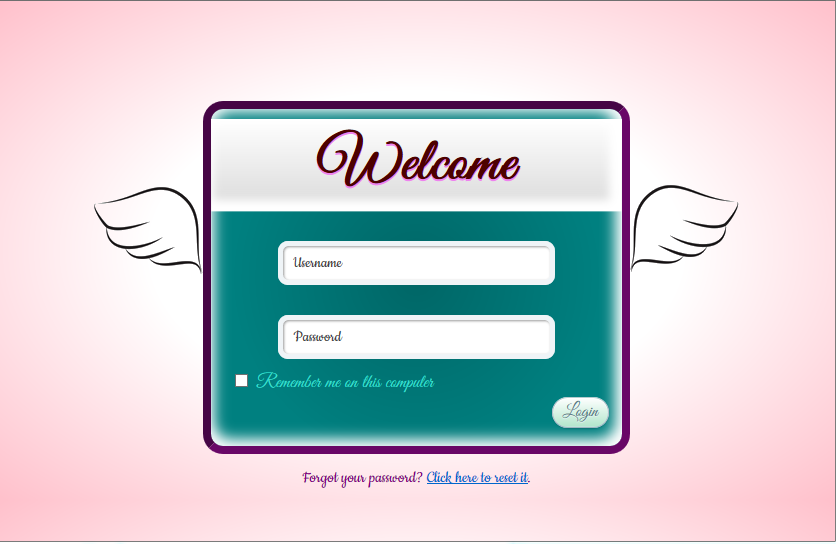 Welcome
Username
Password
Remember me on this computer
Login
Forgot your password? Click here to reset it.